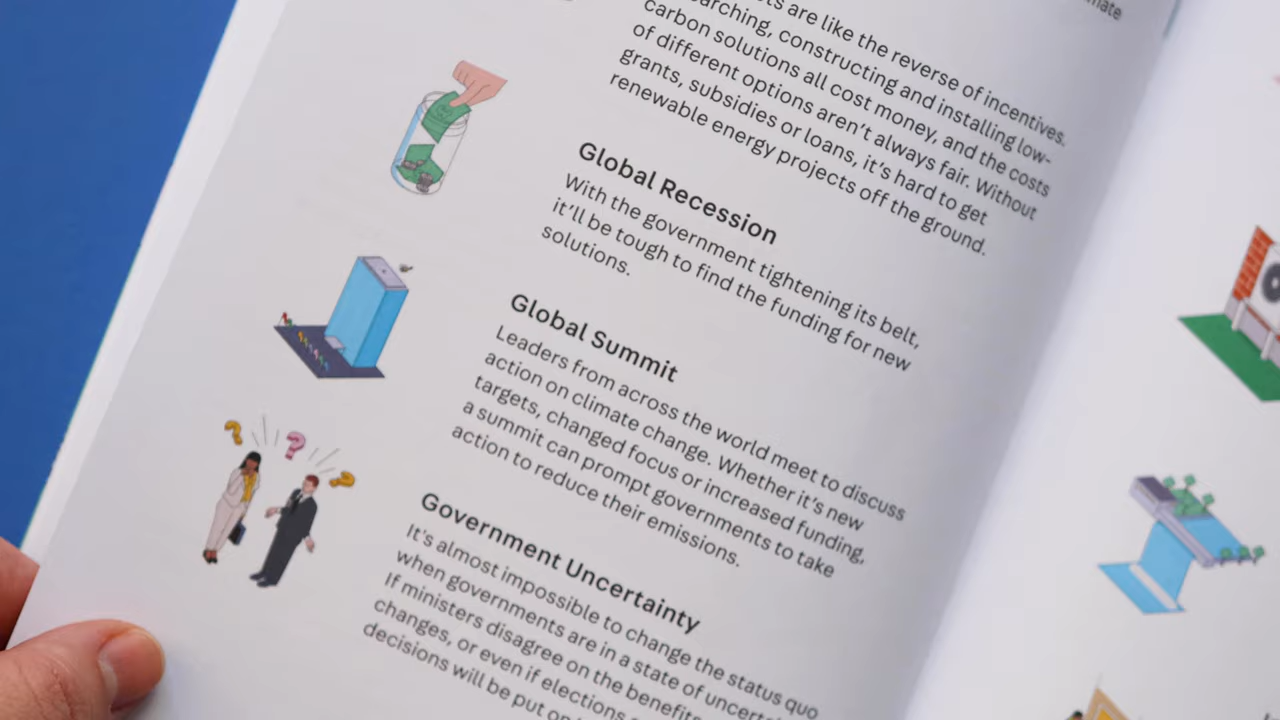 mate
ts are like the reverse of incentives.
arching, constructing and installing low-
carbon solutions all cost money, and the costs
of different options aren't always fair. Without
grants, subsidies or loans, it's hard to get
renewable energy projects off the ground.
Global Recession
With the government tightening its belt,
it'll be tough to find the funding for new
solutions.
Global Summit
Leaders from across the world meet to discuss
action on climate change. Whether it's new
targets, changed focus or increased funding,
a summit can prompt governments to take
action to reduce their emissions.
Government Uncertainty
It's almost impossible to change the status quo
when governments are in a state of uncert
If ministers disagree on the benefits
changes, or even if elections
decisions will be put on